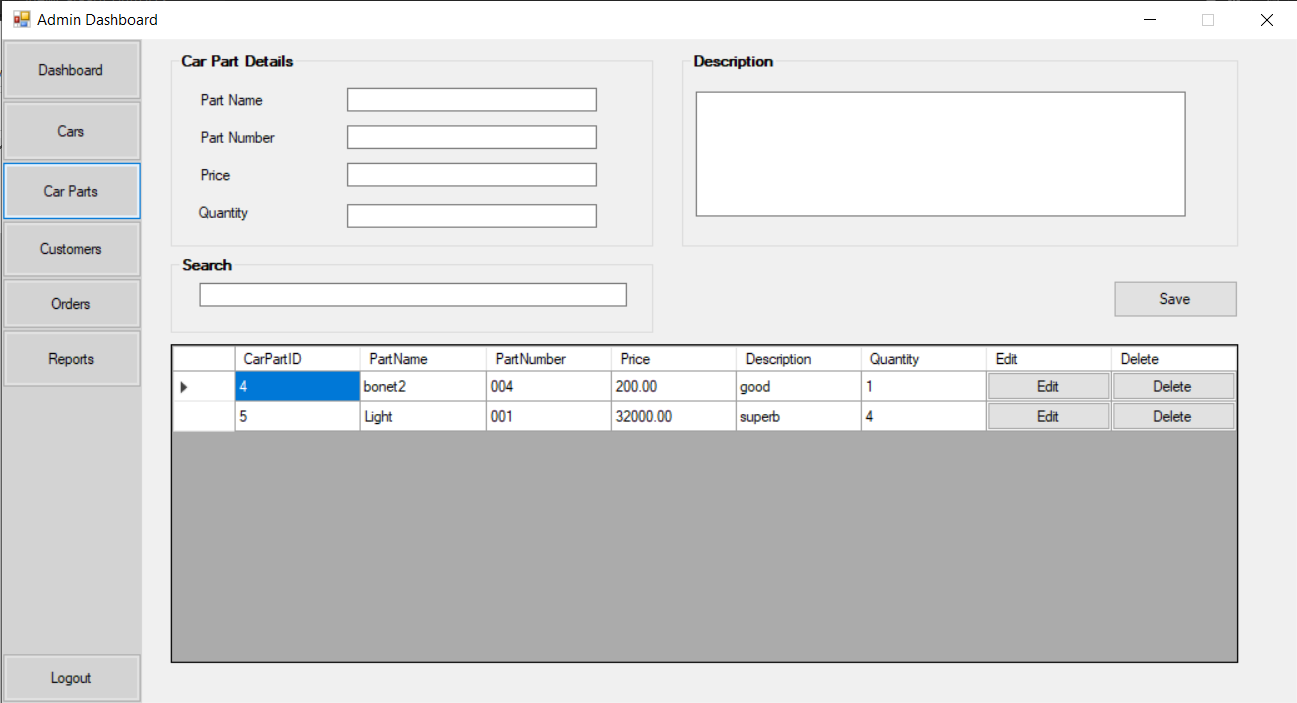 Admin Dashboard
Dashboard
Cars
Car Parts
Customers
Orders
Reports
Logout
Car Part Details
Part Name
Part Number
Price
Quantity
Description
Search
Save
CarPartID PartName PartNumber Price Description Quantity Edit Delete
4 bonet2 004 200.00 good 1 Edit Delete
5 Light 001 32000.00 superb 4 Edit Delete